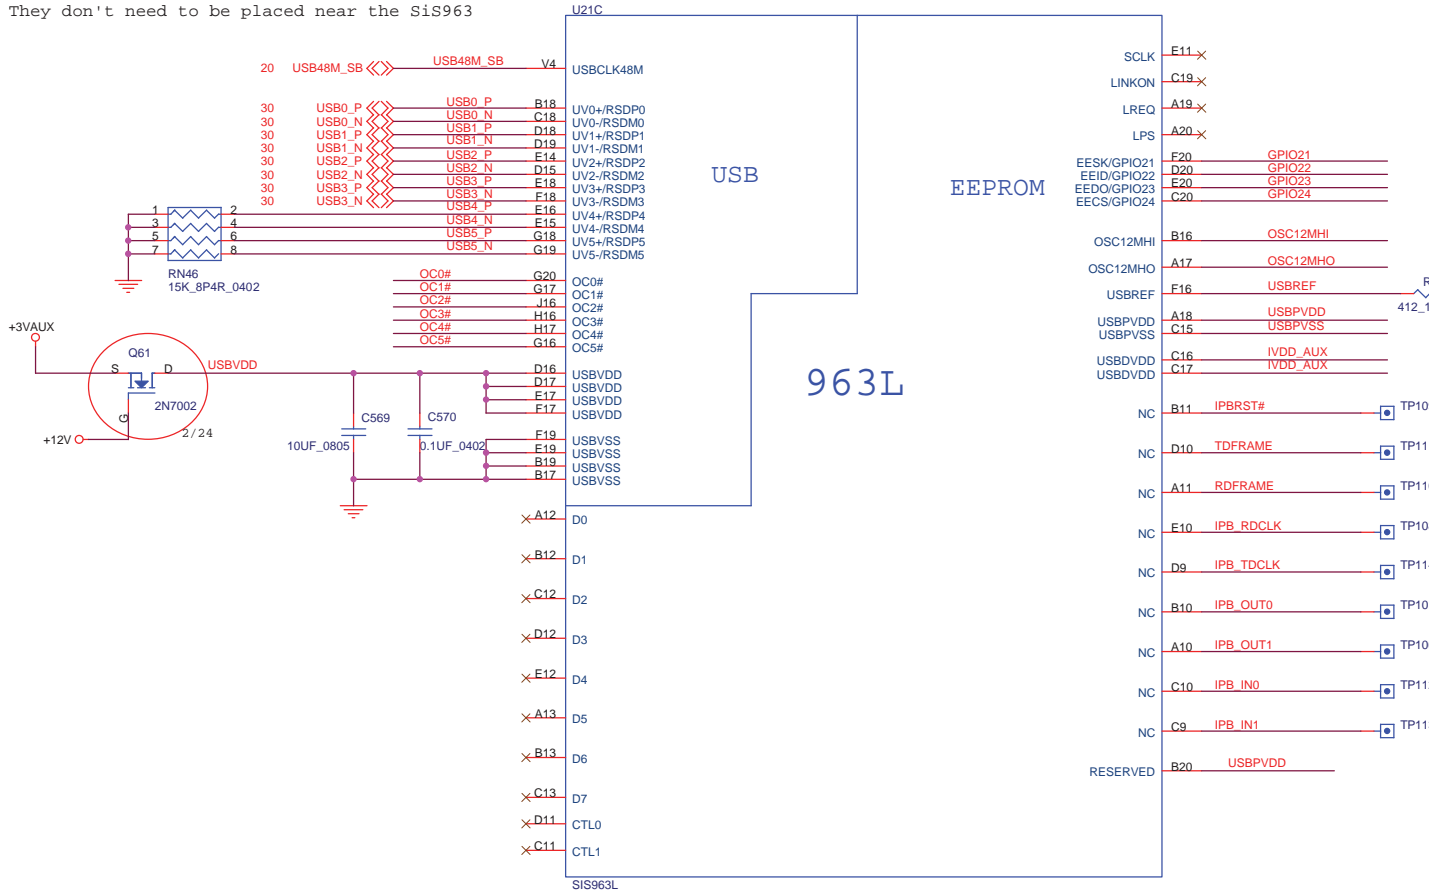 They don't need to be placed near the SiS963
U21C
20 USB48M_SB USB48M_SB V4 USBCLK48M
30 USB0_P USB0_P B18 UV0+/RSDP0
30 USB0_N USB0_N C18 UV0-/RSDM0
30 USB1_P USB1_P D18 UV1+/RSDP1
30 USB1_N USB1_N D19 UV1-/RSDM1
30 USB2_P USB2_P E14 UV2+/RSDP2
30 USB2_N USB2_N D15 UV2-/RSDM2
30 USB3_P USB3_P E18 UV3+/RSDP3
30 USB3_N USB3_N F18 UV3-/RSDM3
1 2 USB4_P E16 UV4+/RSDP4
3 4 USB4_N E15 UV4-/RSDM4
5 6 USB5_P G18 UV5+/RSDP5
7 8 USB5_N G19 UV5-/RSDM5
RN46
15K_8P4R_0402
OC0# G20 OC0#
OC1# G17 OC1#
OC2# J16 OC2#
OC3# H16 OC3#
OC4# H17 OC4#
OC5# G16 OC5#
+3VAUX
Q61
S D USBVDD
2N7002
G
+12V
2/24
D16 USBVDD
D17 USBVDD
E17 USBVDD
F17 USBVDD
C569
10UF_0805
C570
0.1UF_0402
F19 USBVSS
E19 USBVSS
B19 USBVSS
B17 USBVSS
A12 D0
B12 D1
C12 D2
D12 D3
E12 D4
A13 D5
B13 D6
C13 D7
D11 CTL0
C11 CTL1
USB
EEPROM
963L
SCLK E11
LINKON C19
LREQ A19
LPS A20
EESK/GPIO21 F20 GPIO21
EEID/GPIO22 D20 GPIO22
EEDO/GPIO23 E20 GPIO23
EECS/GPIO24 C20 GPIO24
OSC12MHI B16 OSC12MHI
OSC12MHO A17 OSC12MHO
USBREF F16 USBREF R
412_1
USBPVDD A18 USBPVDD
USBPVSS C15 USBPVSS
USBDVDD C16 IVDD_AUX
USBDVDD C17 IVDD_AUX
NC B11 IPBRST#
NC D10 TDFRAME TP11
NC A11 RDFRAME
NC E10 IPB_RDCLK
NC D9 IPB_TDCLK
NC B10 IPB_OUT0 TP10
NC A10 IPB_OUT1
NC C10 IPB_IN0
NC C9 IPB_IN1
RESERVED B20 USBPVDD
SIS963L